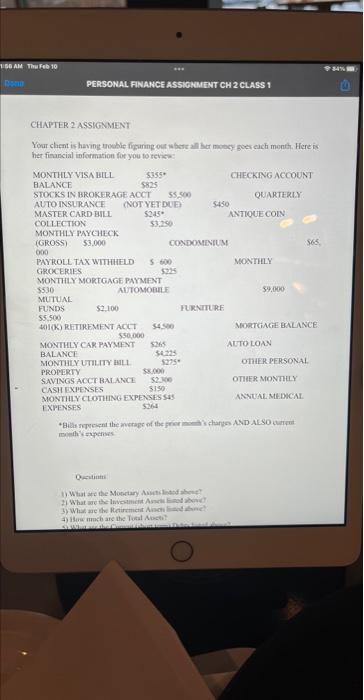 1:50 AM Thu Feb 10
84%
Done
PERSONAL FINANCE ASSIGNMENT CH 2 CLASS 1
CHAPTER 2 ASSIGNMENT
Your client is having trouble figuring out where all her money goes each month. Here is
her financial information for you to review:
MONTHLY VISA BILL $355* CHECKING ACCOUNT
BALANCE $825
STOCKS IN BROKERAGE ACCT $5,500 QUARTERLY
AUTO INSURANCE (NOT YET DUE) $450
MASTER CARD BILL $245* ANTIQUE COIN
COLLECTION $3,250
MONTHLY PAYCHECK
(GROSS) $3,000 CONDOMINIUM $65,
000
PAYROLL TAX WITHHELD $ 600 MONTHLY
GROCERIES $225
MONTHLY MORTGAGE PAYMENT
$530 AUTOMOBILE $9,000
MUTUAL
FUNDS $2,100 FURNITURE
$5,500
401(K) RETIREMENT ACCT $4,500 MORTGAGE BALANCE
$50,000
MONTHLY CAR PAYMENT $265 AUTO LOAN
BALANCE $4,225
MONTHLY UTILITY BILL $275* OTHER PERSONAL
PROPERTY $8,000
SAVINGS ACCT BALANCE $2,300 OTHER MONTHLY
CASH EXPENSES $150
MONTHLY CLOTHING EXPENSES $45 ANNUAL MEDICAL
EXPENSES $264
*Bills represent the average of the prior month's charges AND ALSO current
month's expenses.
Questions:
1) What are the Monetary Assets listed above?
2) What are the Investment Assets listed above?
3) What are the Retirement Assets listed above?
4) How much are the Total Assets?